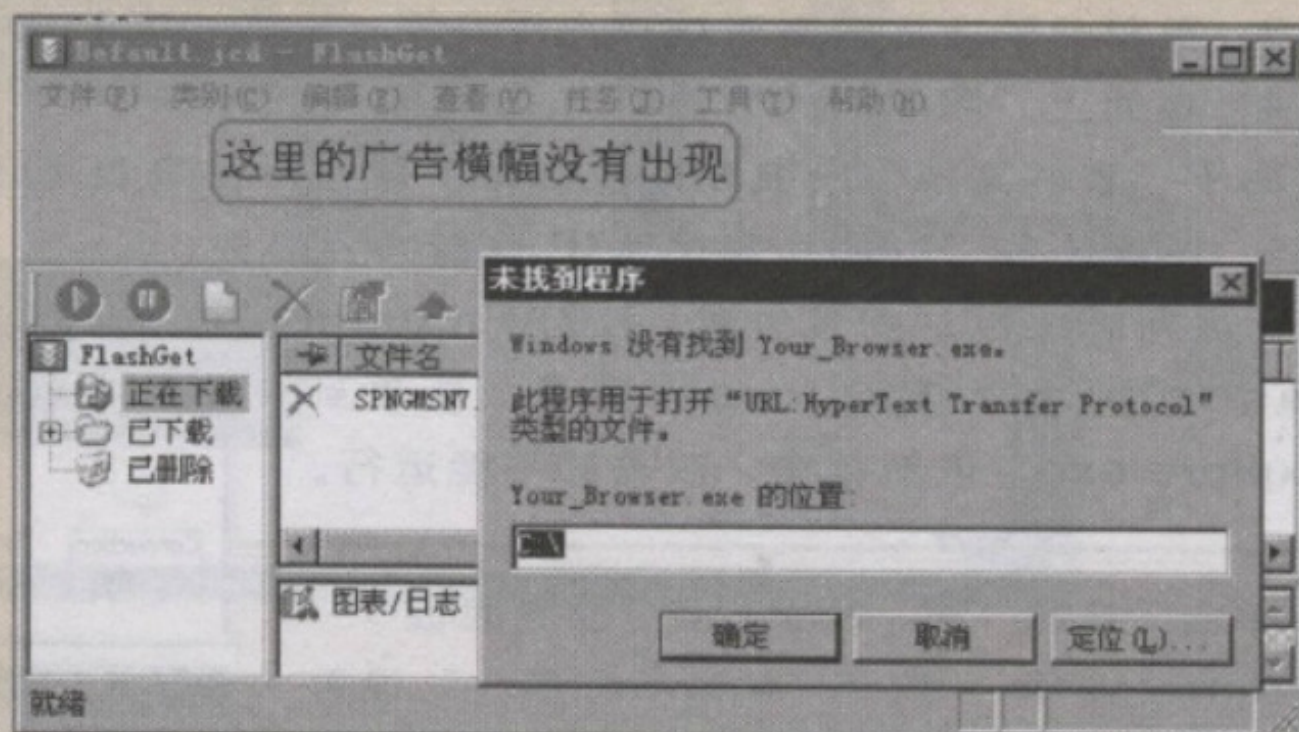 Default.jcd - FlashGet
文件(F) 类别(C) 编辑(E) 查看(V) 任务(J) 工具(T) 帮助(H)
这里的广告横幅没有出现
未找到程序
Windows 没有找到 Your_Browser.exe。
此程序用于打开“URL:HyperText Transfer Protocol”
类型的文件。
Your_Browser.exe 的位置:
C:\
确定 取消 定位(L)...
FlashGet
正在下载
已下载
已删除
文件名
SPNGMSN7.
图表/日志
就绪